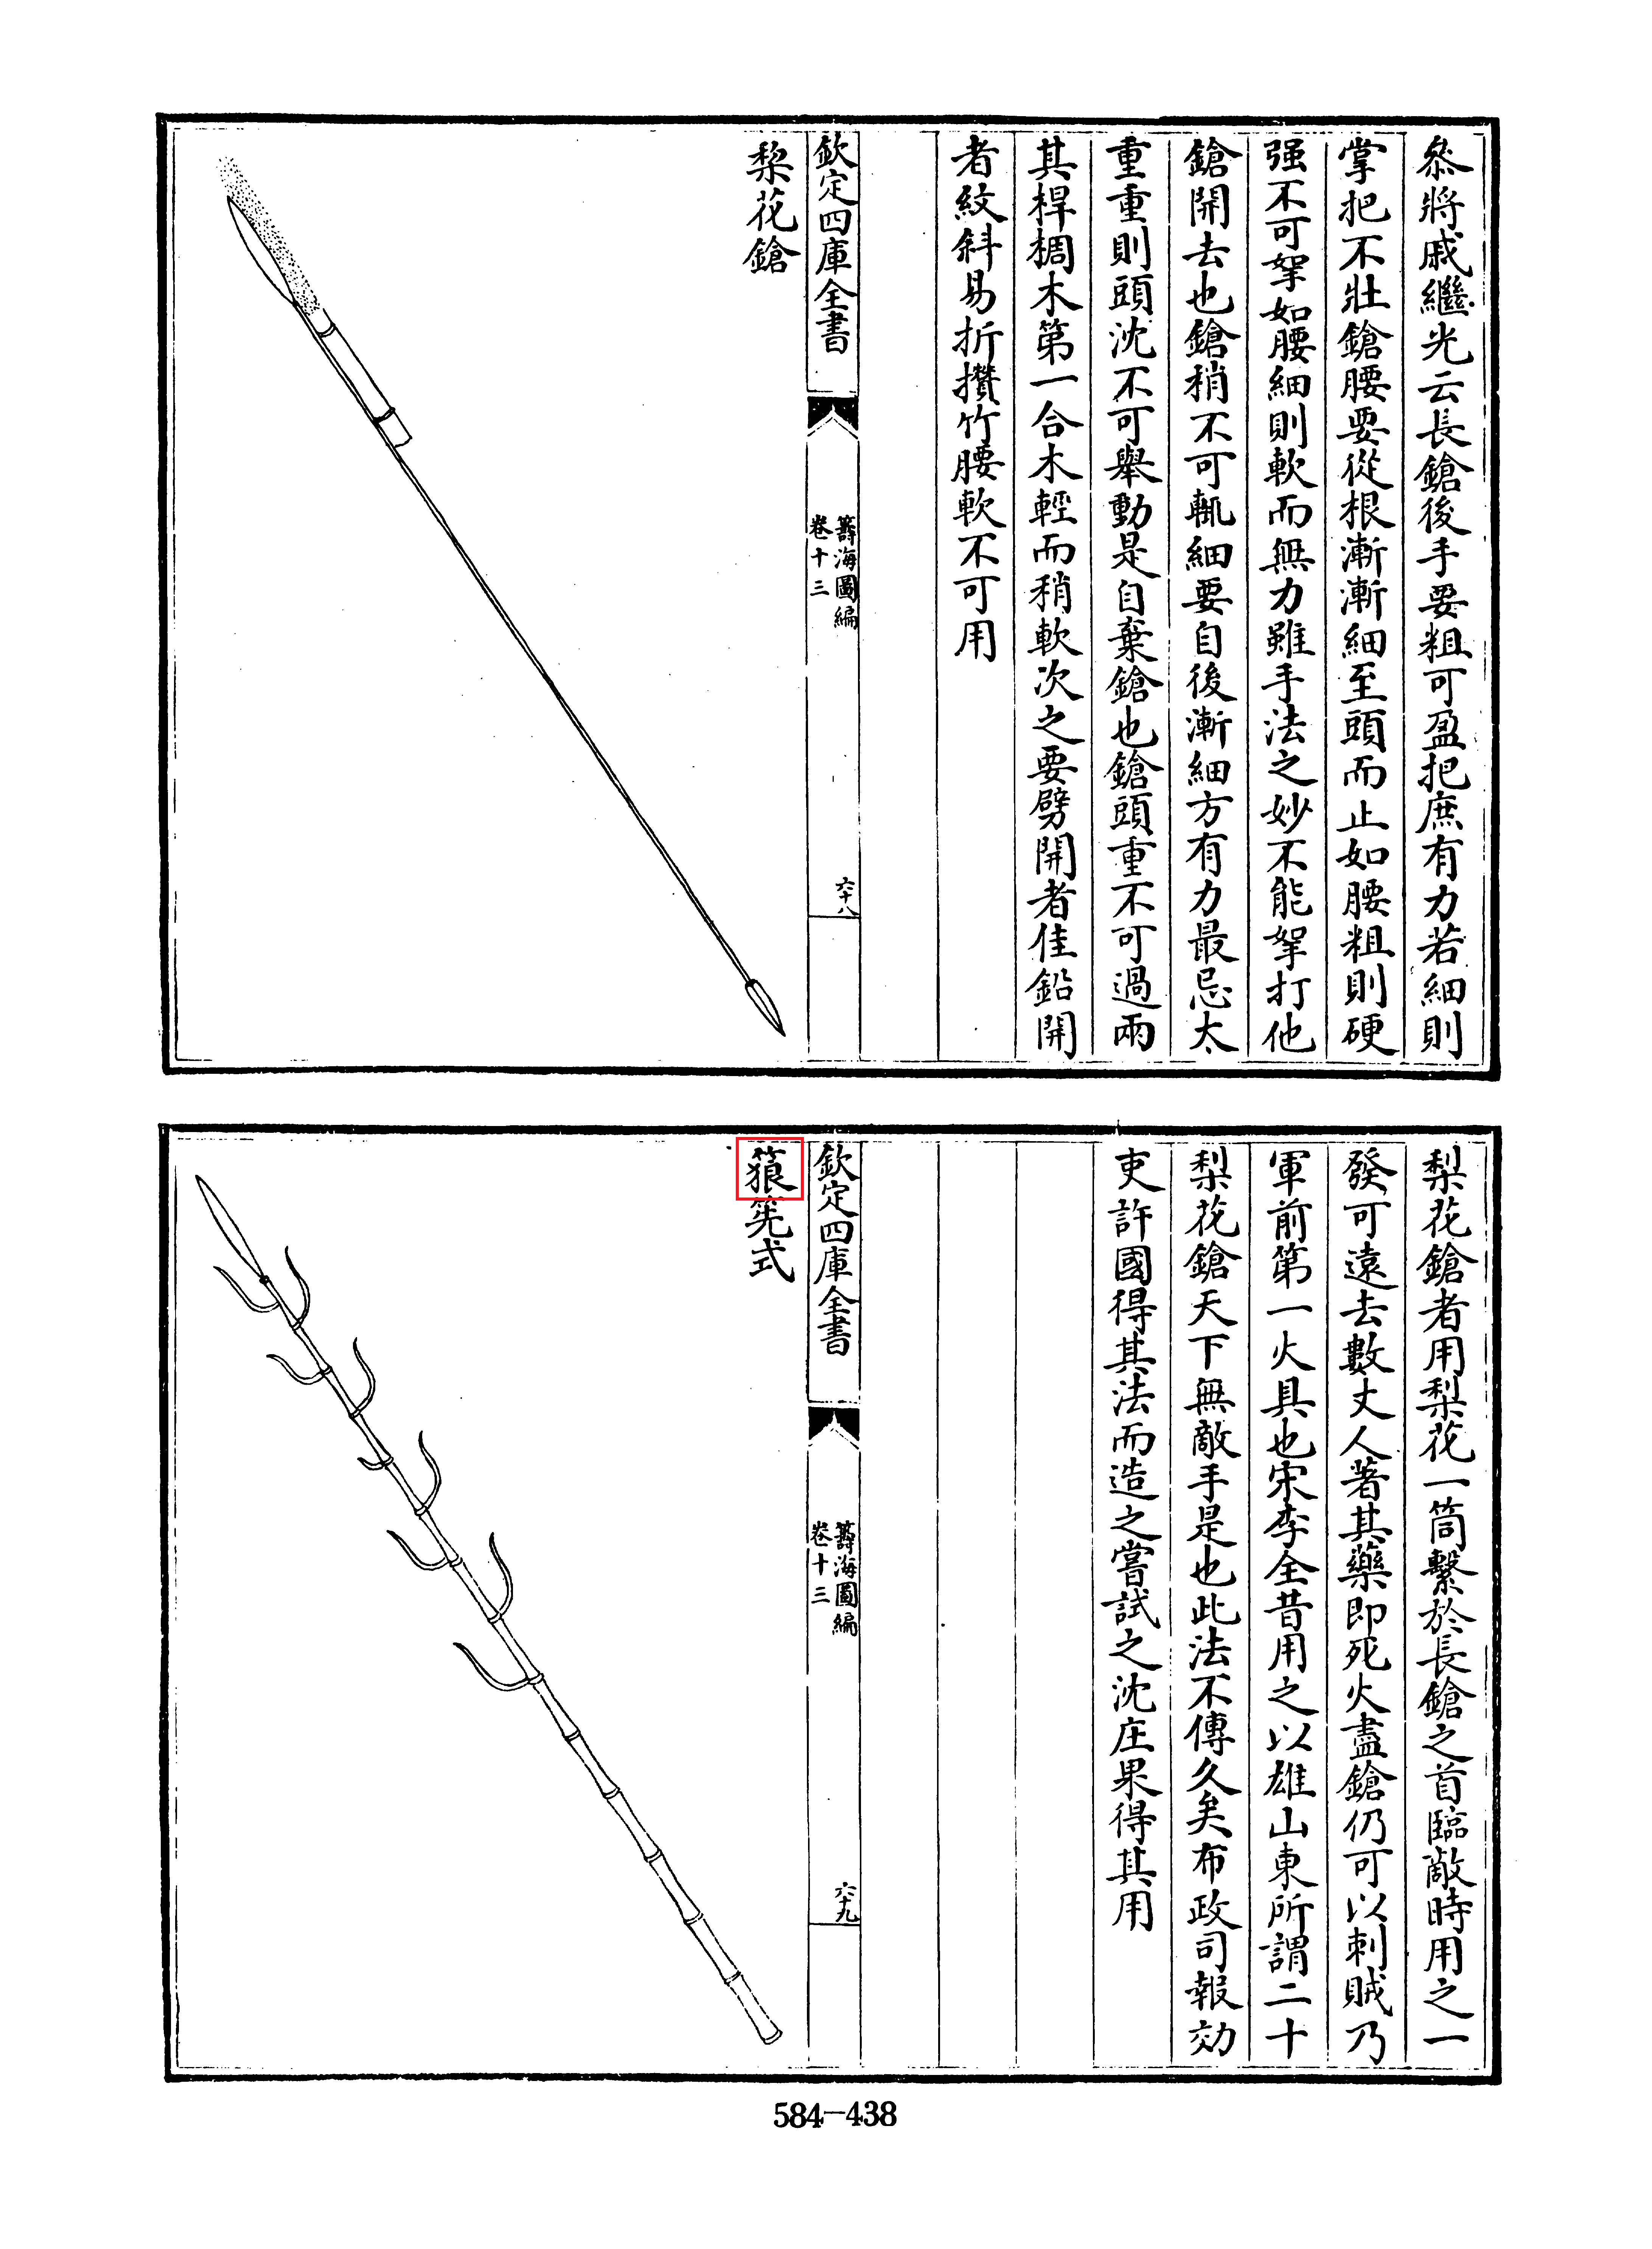 叅將戚繼光云長鎗後手要粗可盈把庶有力若細則
掌把不壯鎗腰要從根漸漸細至頭而止如腰粗則硬
强不可拏如腰細則軟而無力雖手法之妙不能拏打他
鎗開去也鎗稍不可輒細要自後漸細方有力最忌太
重重則頭沈不可舉動是自棄鎗也鎗頭重不可過兩
其桿椆木第一合木輕而稍軟次之要劈開者佳鉛開
者紋斜易折攢竹腰軟不可用
欽定四庫全書
籌海圖編
卷十三
六十八
梨花鎗
梨花鎗者用梨花一筒繫於長鎗之首臨敵時用之一
發可遠去數丈人著其藥即死火盡鎗仍可以刺賊乃
軍前第一火具也宋李全昔用之以雄山東所謂二十
梨花鎗天下無敵手是也此法不傳久矣布政司報効
吏許國得其法而造之嘗試之沈庄果得其用
欽定四庫全書
籌海圖編
卷十三
六十九
筅式
584-438